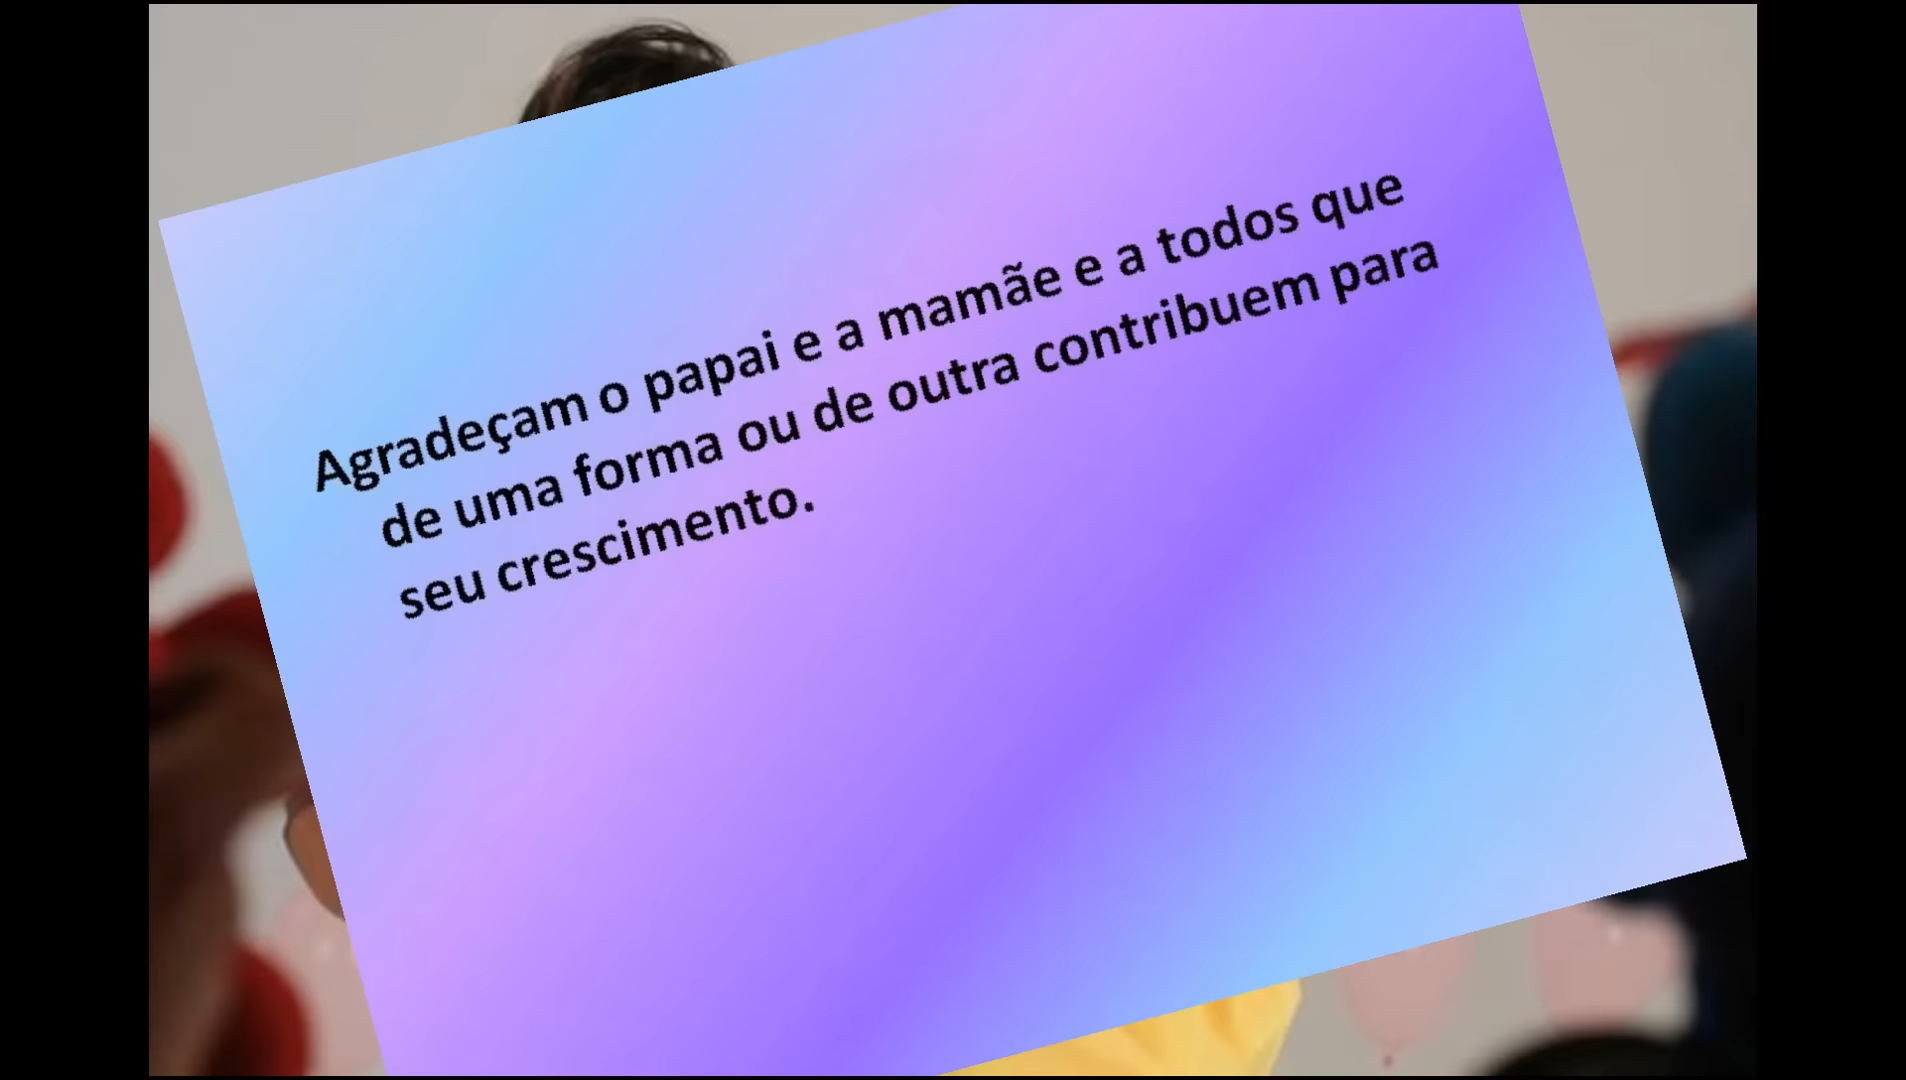 Agradeçam o papai e a mamãe e a todos que
de uma forma ou de outra contribuem para
seu crescimento.